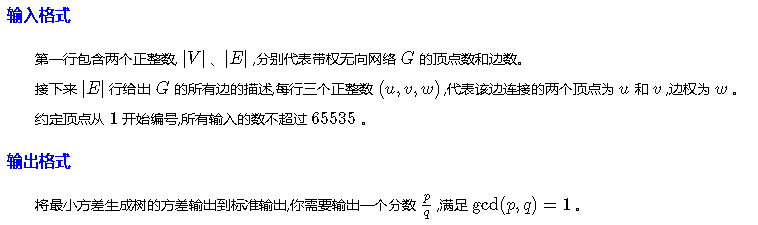 输入格式
第一行包含两个正整数, |V| 、 |E| ,分别代表带权无向网络 G 的顶点数和边数。
接下来 |E| 行给出 G 的所有边的描述,每行三个正整数 (u, v, w) ,代表该边连接的两个顶点为 u 和 v ,边权为 w 。
约定顶点从 1 开始编号,所有输入的数不超过 65535 。
输出格式
将最小方差生成树的方差输出到标准输出,你需要输出一个分数 p/q ,满足 gcd(p, q) = 1 。